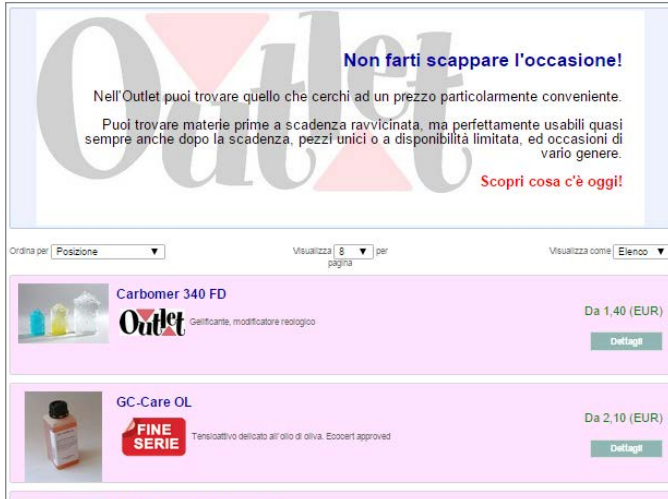 Outlet
Non farti scappare l'occasione!
Nell'Outlet puoi trovare quello che cerchi ad un prezzo particolarmente conveniente.
Puoi trovare materie prime a scadenza ravvicinata, ma perfettamente usabili quasi
sempre anche dopo la scadenza, pezzi unici o a disponibilità limitata, ed occasioni di
vario genere.
Scopri cosa c'è oggi!
Ordina per Posizione ▼
Visualizza 8 ▼ per
pagina
Visualizza come Elenco ▼
Carbomer 340 FD
Outlet Gelificante, modificatore reologico
Da 1,40 (EUR)
Dettagli
GC-Care OL
FINE
SERIE
Tensioattivo delicato all'olio di oliva. Ecocert approved
Da 2,10 (EUR)
Dettagli